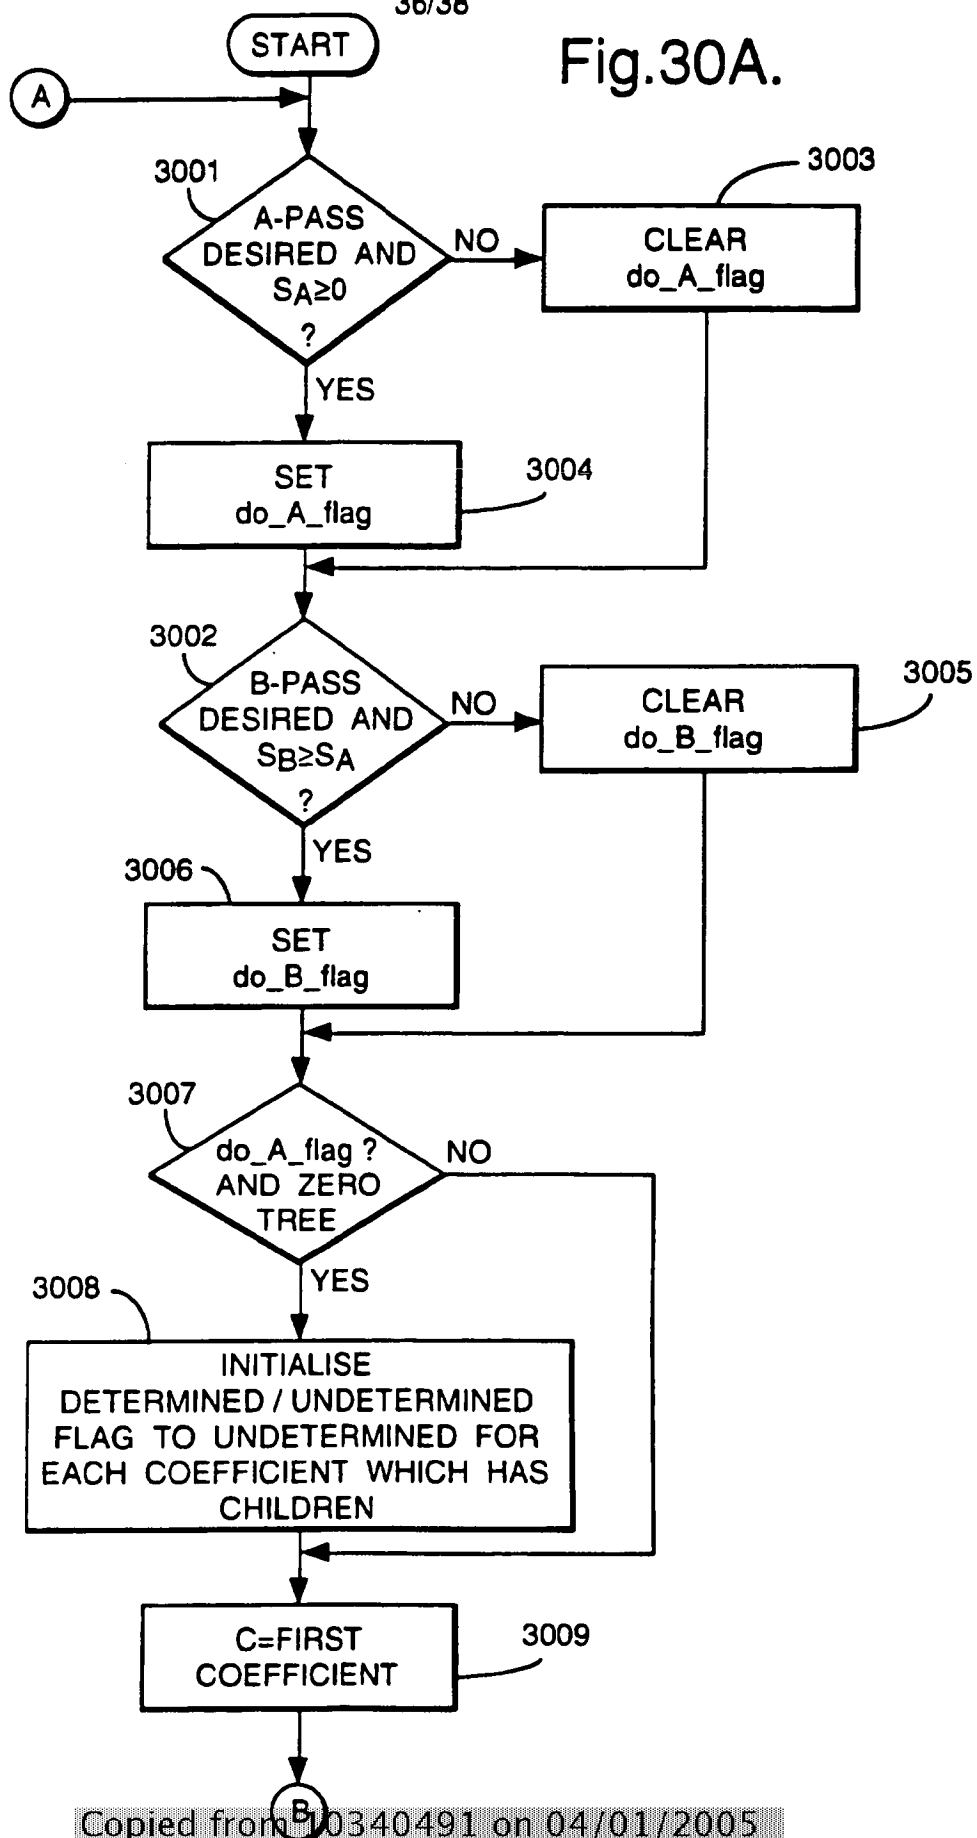 36/38
START
Fig.30A.
A
3001
A-PASS
DESIRED AND
SA≥0
?
NO
3003
CLEAR
do_A_flag
YES
SET
do_A_flag
3004
3002
B-PASS
DESIRED AND
SB≥SA
?
NO
3005
CLEAR
do_B_flag
YES
3006
SET
do_B_flag
3007
do_A_flag ?
AND ZERO
TREE
NO
YES
3008
INITIALISE
DETERMINED / UNDETERMINED
FLAG TO UNDETERMINED FOR
EACH COEFFICIENT WHICH HAS
CHILDREN
C=FIRST
COEFFICIENT
3009
B
Copied from 10340491 on 04/01/2005